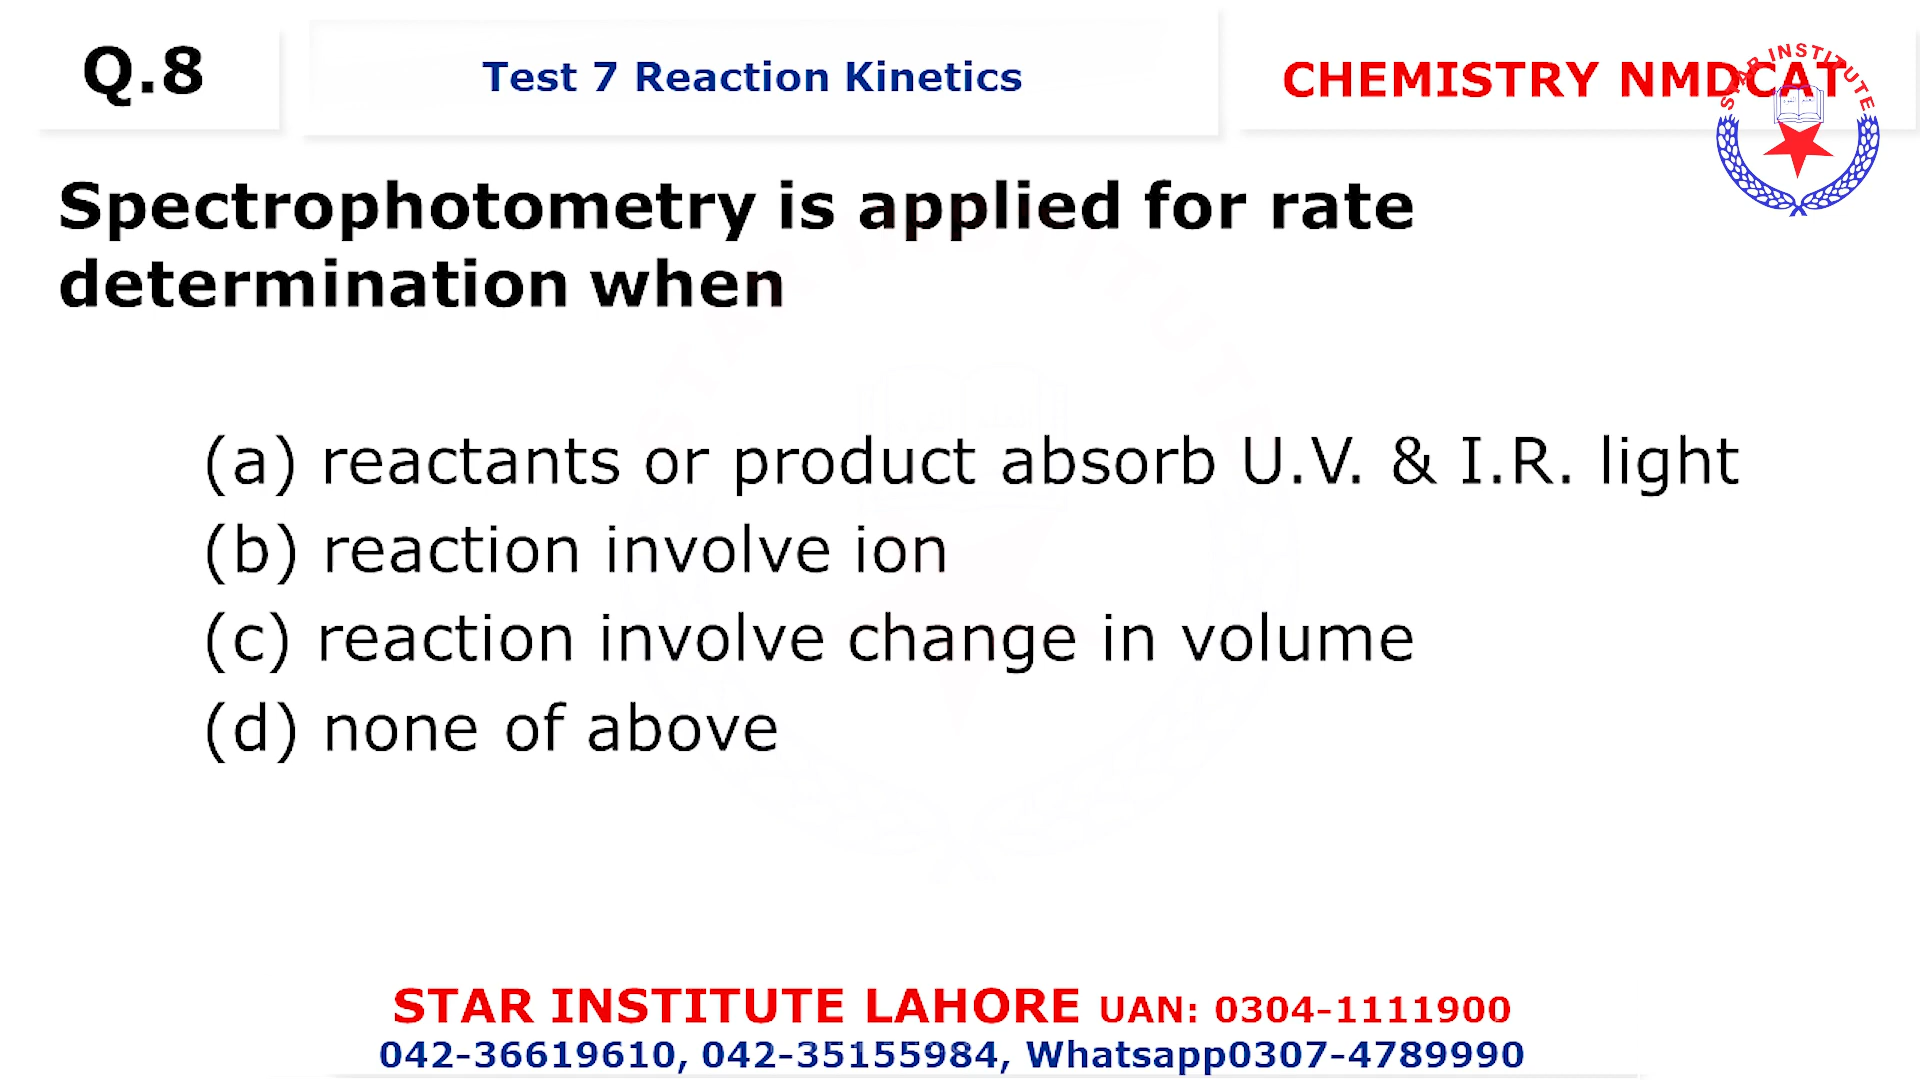 Q.8
Test 7 Reaction Kinetics
CHEMISTRY NMDCAT
STAR INSTITUTE
Spectrophotometry is applied for rate
determination when
(a) reactants or product absorb U.V. & I.R. light
(b) reaction involve ion
(c) reaction involve change in volume
(d) none of above
STAR INSTITUTE LAHORE UAN: 0304-1111900
042-36619610, 042-35155984, Whatsapp0307-4789990